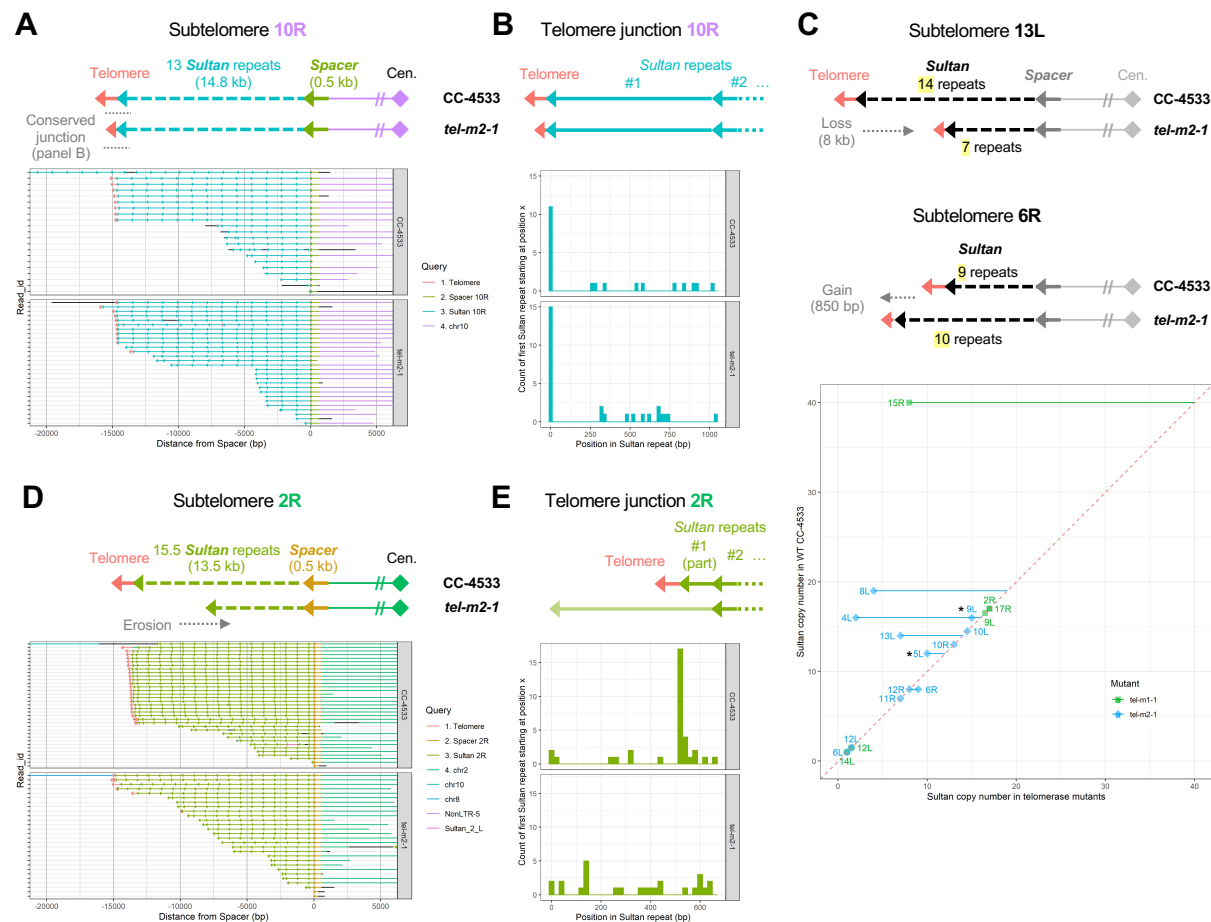 A
Subtelomere 10R
13 Sultan repeats
(14.8 kb)
Spacer
(0.5 kb)
Telomere
Cen.
CC-4533
tel-m2-1
Conserved
junction
(panel B)
CC-4533
tel-m2-1
Read_id
-20000
-15000
-10000
-5000
0
5000
Distance from Spacer (bp)
Query
1. Telomere
2. Spacer 10R
3. Sultan 10R
4. chr10
B
Telomere junction 10R
Telomere
Sultan repeats
#1
#2 ...
Count of first Sultan repeat starting at position x
15
10
5
0
CC-4533
15
10
5
0
tel-m2-1
0
250
500
750
1000
Position in Sultan repeat (bp)
C
Subtelomere 13L
Telomere
Sultan
14 repeats
Spacer
Cen.
CC-4533
Loss
(8 kb)
tel-m2-1
7 repeats
Subtelomere 6R
Sultan
9 repeats
CC-4533
Gain
(850 bp)
tel-m2-1
10 repeats
Sultan copy number in WT CC-4533
40
30
20
10
0
15R
8L
4L
* 9L
2R
17R
9L
13L
10L
10R
* 5L
12R
6R
11R
12L
6L
12L
14L
Mutant
tel-m1-1
tel-m2-1
0
10
20
30
40
Sultan copy number in telomerase mutants
D
Subtelomere 2R
15.5 Sultan repeats
(13.5 kb)
Spacer
(0.5 kb)
Telomere
Cen.
CC-4533
tel-m2-1
Erosion
CC-4533
tel-m2-1
Read_id
-20000
-15000
-10000
-5000
0
5000
Distance from Spacer (bp)
Query
1. Telomere
2. Spacer 2R
3. Sultan 2R
4. chr2
chr10
chr8
NonLTR-5
Sultan_2_L
E
Telomere junction 2R
Sultan repeats
#1
(part)
#2 ...
Telomere
Count of first Sultan repeat starting at position x
15
10
5
0
CC-4533
15
10
5
0
tel-m2-1
0
200
400
600
Position in Sultan repeat (bp)